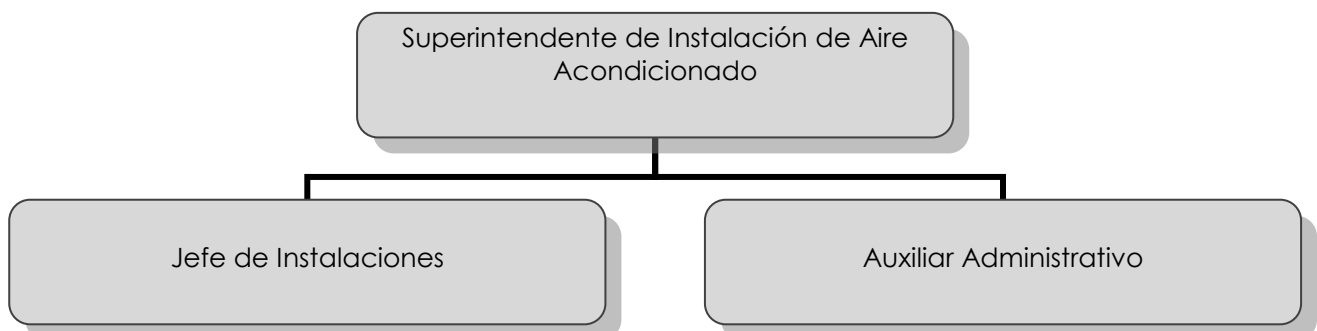 Superintendente de Instalación de Aire
Acondicionado
Jefe de Instalaciones
Auxiliar Administrativo